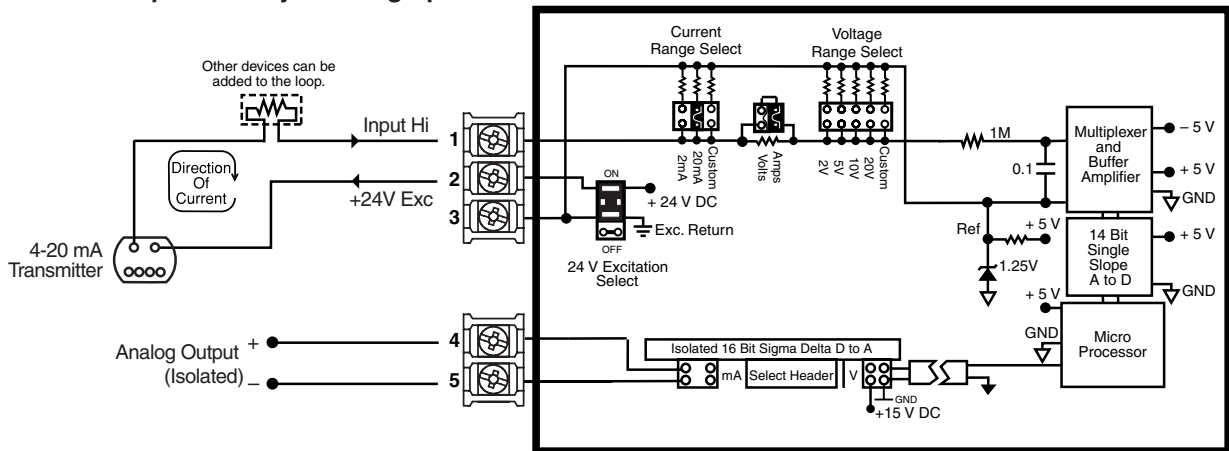 Other devices can be
added to the loop.
Input Hi
Direction
Of
Current
+24V Exc
4-20 mA
Transmitter
Analog Output
(Isolated)
+
–
1
2
3
4
5
Current
Range Select
2mA
20mA
Custom
Amps
Volts
Voltage
Range Select
2V
5V
10V
20V
Custom
ON
+ 24 V DC
Exc. Return
OFF
24 V Excitation
Select
1M
0.1
Multiplexer
and
Buffer
Amplifier
– 5 V
+ 5 V
GND
Ref
+ 5 V
1.25V
14 Bit
Single
Slope
A to D
+ 5 V
GND
+ 5 V
GND
Micro
Processor
Isolated 16 Bit Sigma Delta D to A
mA
Select Header
V
GND
+15 V DC